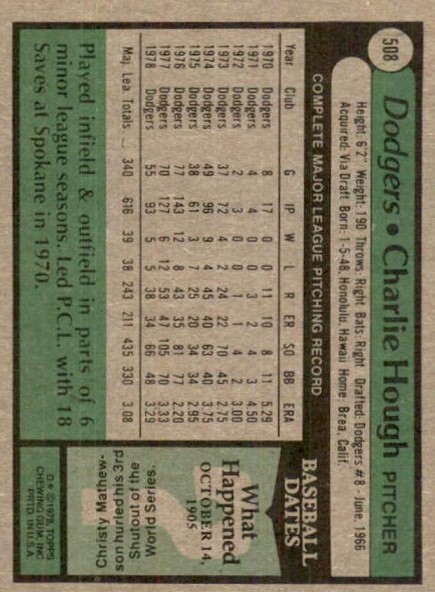 508
Dodgers • Charlie Hough PITCHER
Height: 6'2" Weight: 190 Throws: Right Bats: Right Drafted: Dodgers #8 - June, 1966
Acquired: Via Draft Born: 1-5-48, Honolulu, Hawaii Home: Brea, Calif.
COMPLETE MAJOR LEAGUE PITCHING RECORD
Year Club G IP W L R ER SO BB ERA
1970 Dodgers 8 17 0 0 11 10 8 11 5.29
1971 Dodgers 4 4 0 0 3 2 4 3 4.50
1972 Dodgers 2 3 0 0 1 1 4 2 3.00
1973 Dodgers 37 72 4 2 24 22 70 45 2.75
1974 Dodgers 49 96 9 4 45 40 63 40 3.75
1975 Dodgers 38 61 3 7 25 20 34 34 2.95
1976 Dodgers 77 143 12 8 43 35 81 77 2.20
1977 Dodgers 70 127 6 12 53 47 105 70 3.33
1978 Dodgers 55 93 5 5 38 34 66 48 3.29
Maj. Lea. Totals 340 616 39 38 243 211 435 330 3.08
Played infield & outfield in parts of 6
minor league seasons. Led P.C.L. with 18
Saves at Spokane in 1970.
BASEBALL
DATES
What
Happened
OCTOBER 14,
1905
Christy Mathew-
son hurled his 3rd
Shutout of the
World Series.
D* © 1979, TOPPS
CHEWING GUM, INC.
PRTD. IN U.S.A.